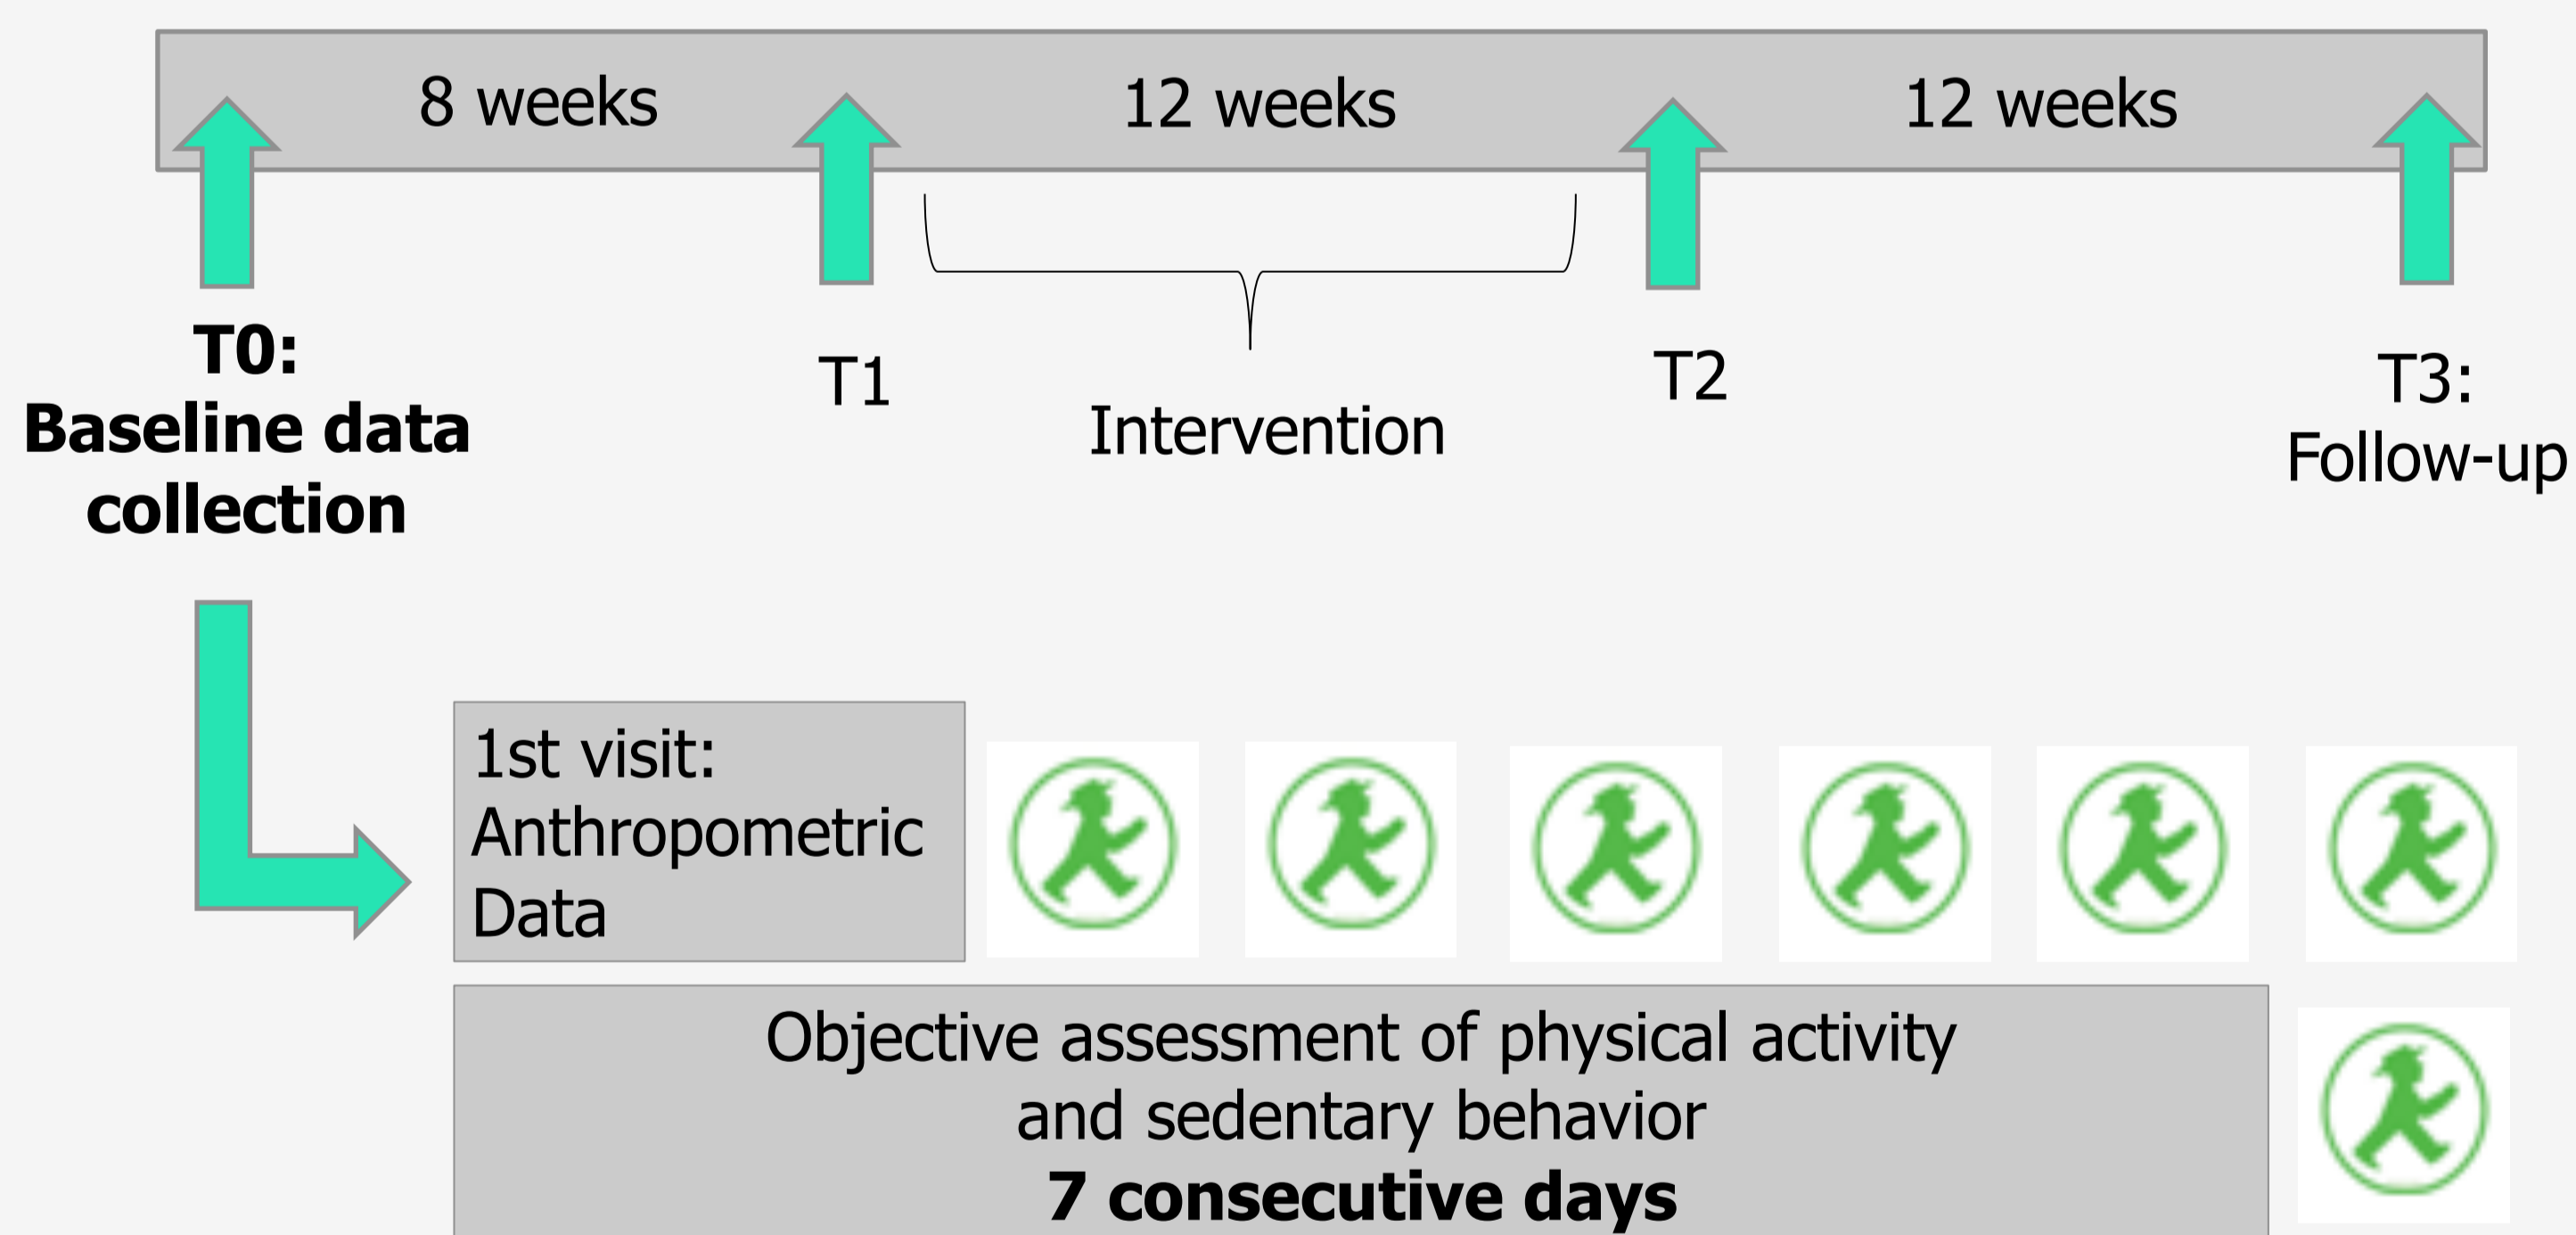 8 weeks
12 weeks
12 weeks
T0:
Baseline data
collection
T1
Intervention
T2
T3:
Follow-up
1st visit:
Anthropometric
Data
Objective assessment of physical activity
and sedentary behavior
7 consecutive days